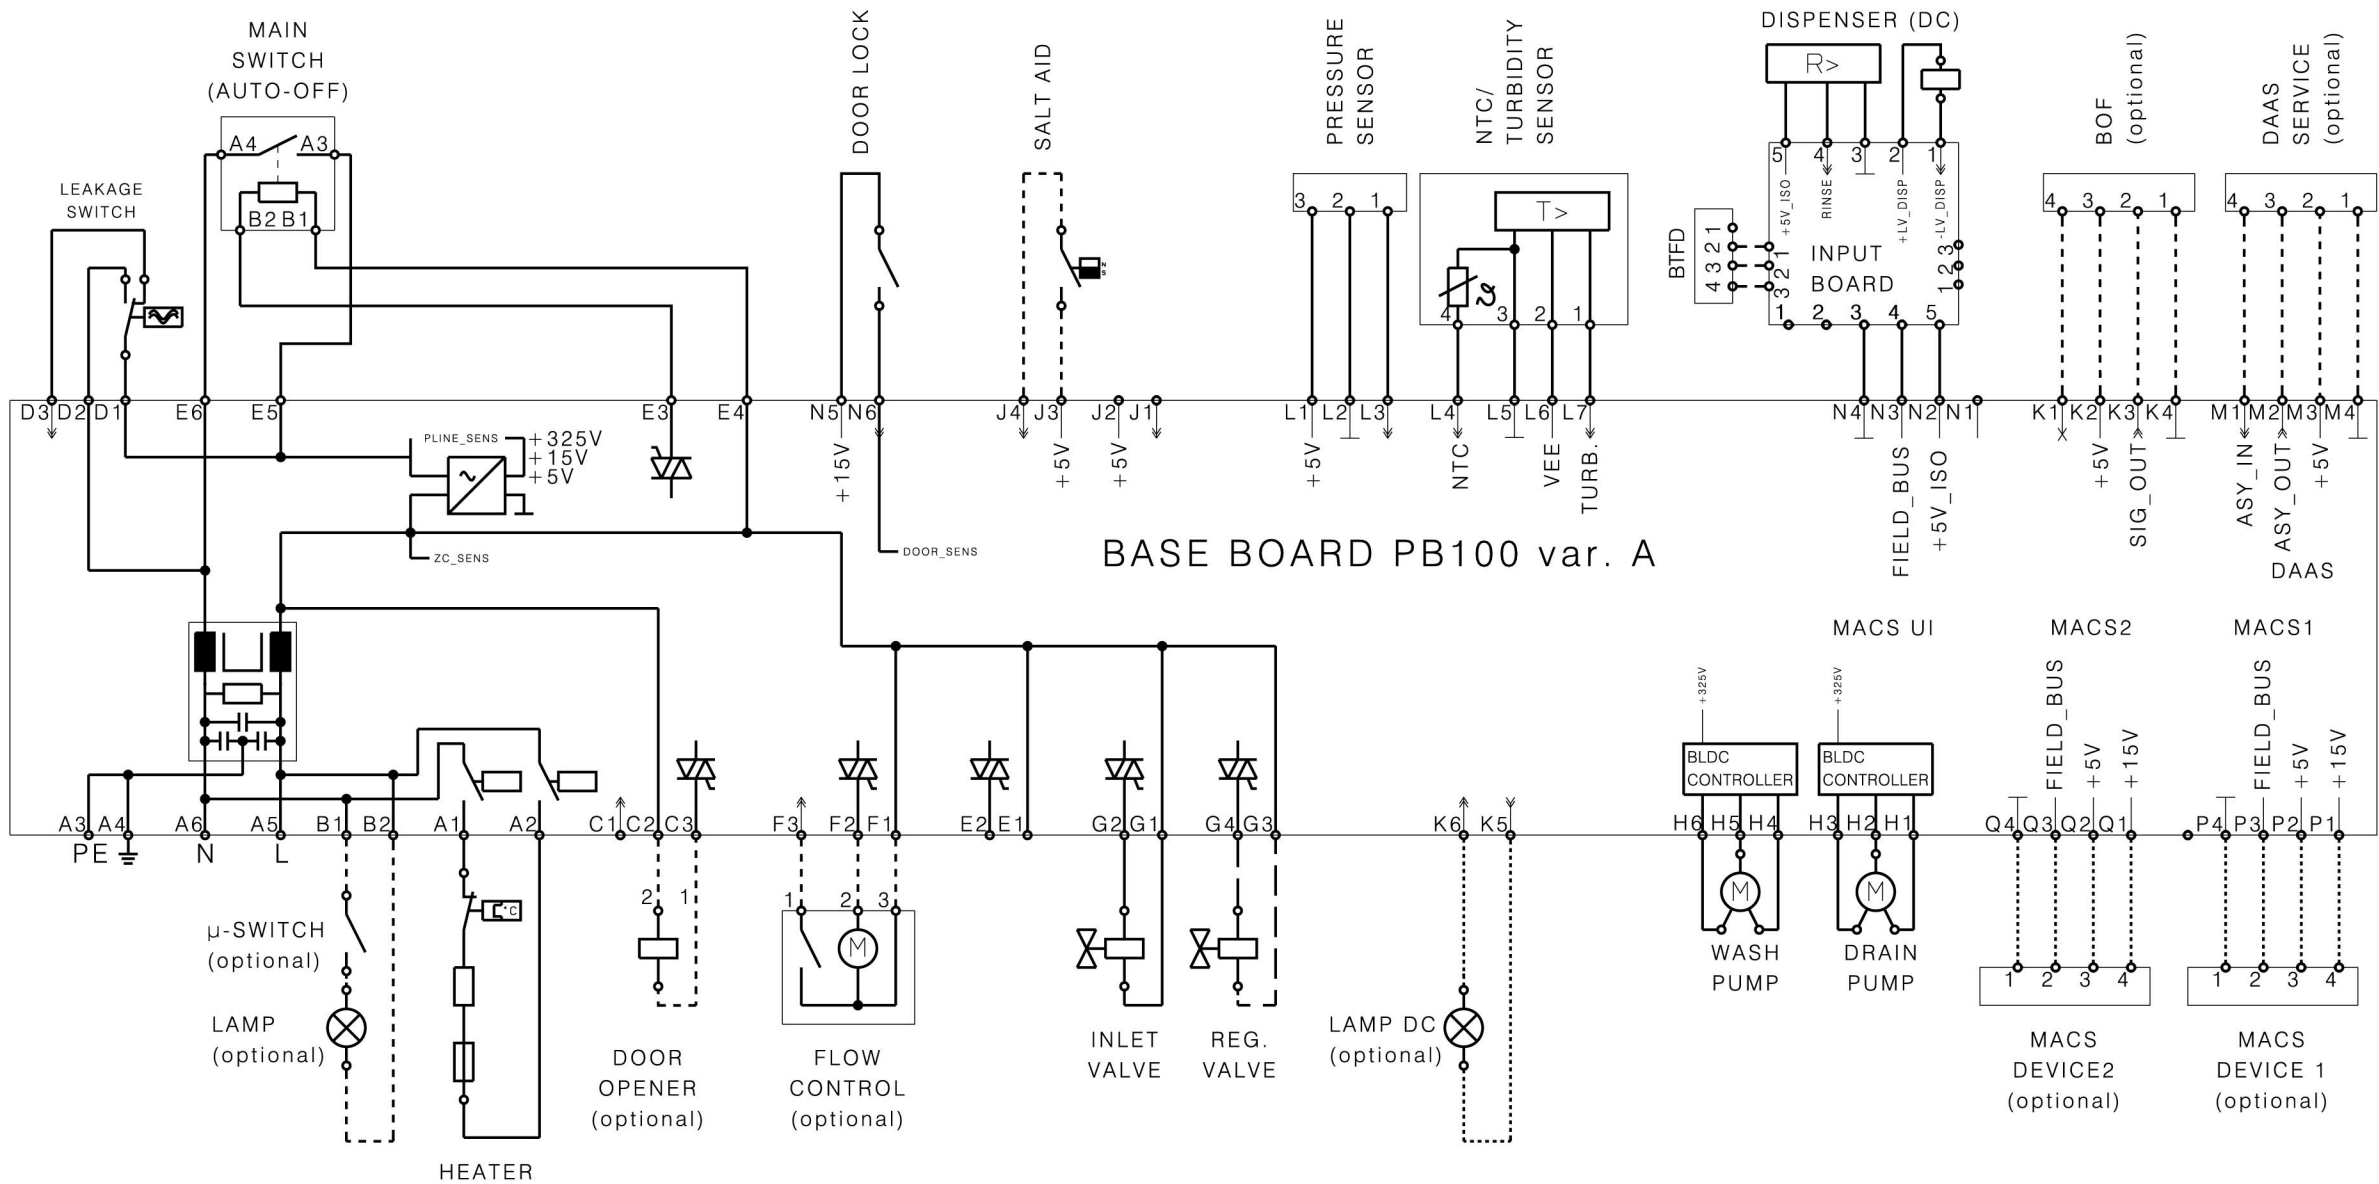 MAIN
SWITCH
(AUTO-OFF)
A4 A3
B2 B1
LEAKAGE
SWITCH
DOOR LOCK
SALT AID
N
S
PRESSURE
SENSOR
3 2 1
NTC/
TURBIDITY
SENSOR
T>
4 3 2 1
DISPENSER (DC)
R>
5 4 3 2 1
+5V_ISO
RINSE
+LV_DISP
-LV_DISP
BTFD
4 3 2 1
3 2 1
INPUT
BOARD
1 2 3
1 2 3 4 5
BOF
(optional)
4 3 2 1
DAAS
SERVICE
(optional)
4 3 2 1
D3 D2 D1 E6 E5 E3 E4 N5 N6 J4 J3 J2 J1 L1 L2 L3 L4 L5 L6 L7 N4 N3 N2 N1 K1 K2 K3 K4 M1 M2 M3 M4
PLINE_SENS
+325V
+15V
+5V
~
ZC_SENS
+15V
DOOR_SENS
+5V
+5V
+5V
NTC
VEE
TURB.
FIELD_BUS
+5V_ISO
+5V
SIG_OUT
ASY_IN
ASY_OUT
+5V
DAAS
BASE BOARD PB100 var. A
MACS UI
MACS2
MACS1
+325V
+325V
BLDC
CONTROLLER
BLDC
CONTROLLER
FIELD_BUS
+5V
+15V
FIELD_BUS
+5V
+15V
A3 A4 A6 A5 B1 B2 A1 A2 C1 C2 C3 F3 F2 F1 E2 E1 G2 G1 G4 G3 K6 K5 H6 H5 H4 H3 H2 H1 Q4 Q3 Q2 Q1 P4 P3 P2 P1
PE N L
µ-SWITCH
(optional)
LAMP
(optional)
°C
HEATER
2 1
DOOR
OPENER
(optional)
1 2 3
M
FLOW
CONTROL
(optional)
INLET
VALVE
REG.
VALVE
LAMP DC
(optional)
M
WASH
PUMP
M
DRAIN
PUMP
1 2 3 4
MACS
DEVICE2
(optional)
1 2 3 4
MACS
DEVICE 1
(optional)